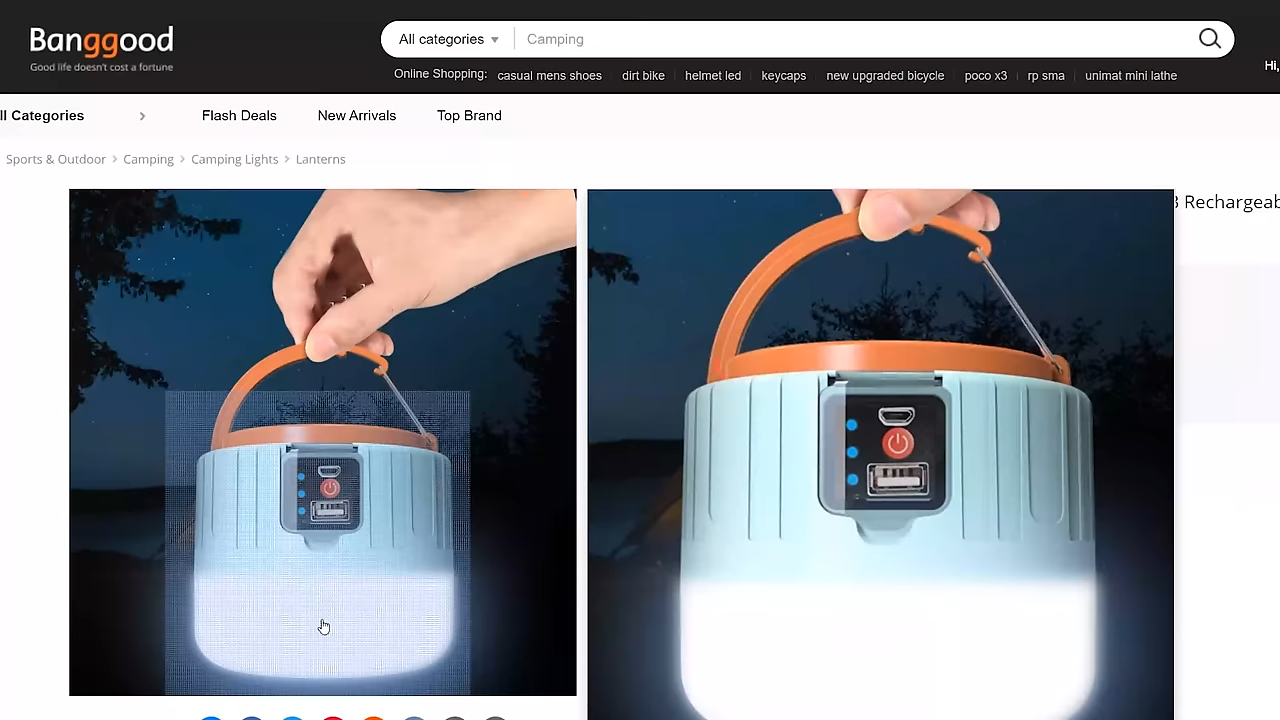 Banggood
Good life doesn't cost a fortune
All categories
Camping
Online Shopping: casual mens shoes dirt bike helmet led keycaps new upgraded bicycle poco x3 rp sma unimat mini lathe
Hi,
ll Categories > Flash Deals New Arrivals Top Brand
Sports & Outdoor > Camping > Camping Lights > Lanterns
Rechargeab